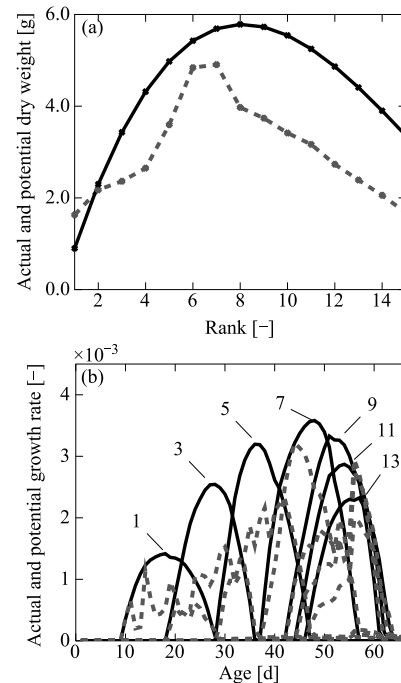 6.0
(a)
4.0
2.0
0.0
Actual and potential dry weight [g]
2 4 6 8 10 12 14
Rank [−]
×10⁻³
4
(b)
3
2
1
0
Actual and potential growth rate [−]
1
3
5
7
9
11
13
0 10 20 30 40 50 60
Age [d]